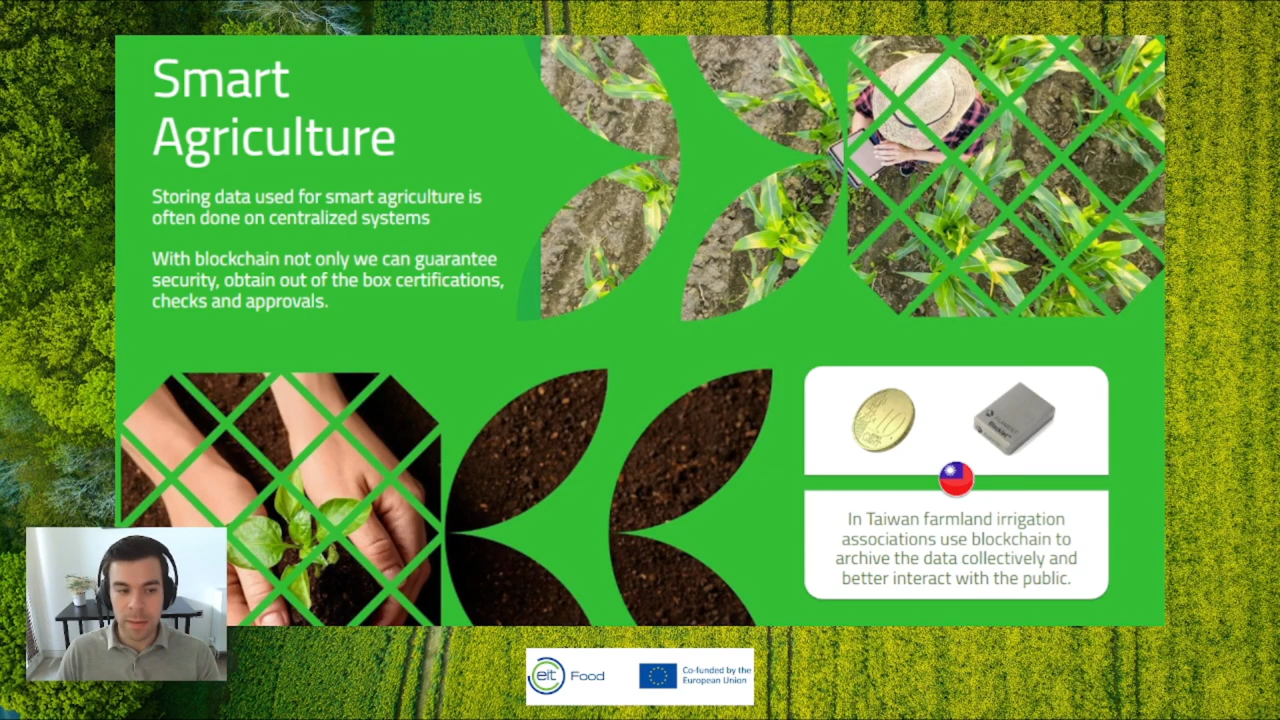 Smart
Agriculture
Storing data used for smart agriculture is
often done on centralized systems
With blockchain not only we can guarantee
security, obtain out of the box certifications,
checks and approvals.
10
In Taiwan farmland irrigation
associations use blockchain to
archive the data collectively and
better interact with the public.
eit Food
Co-funded by the
European Union